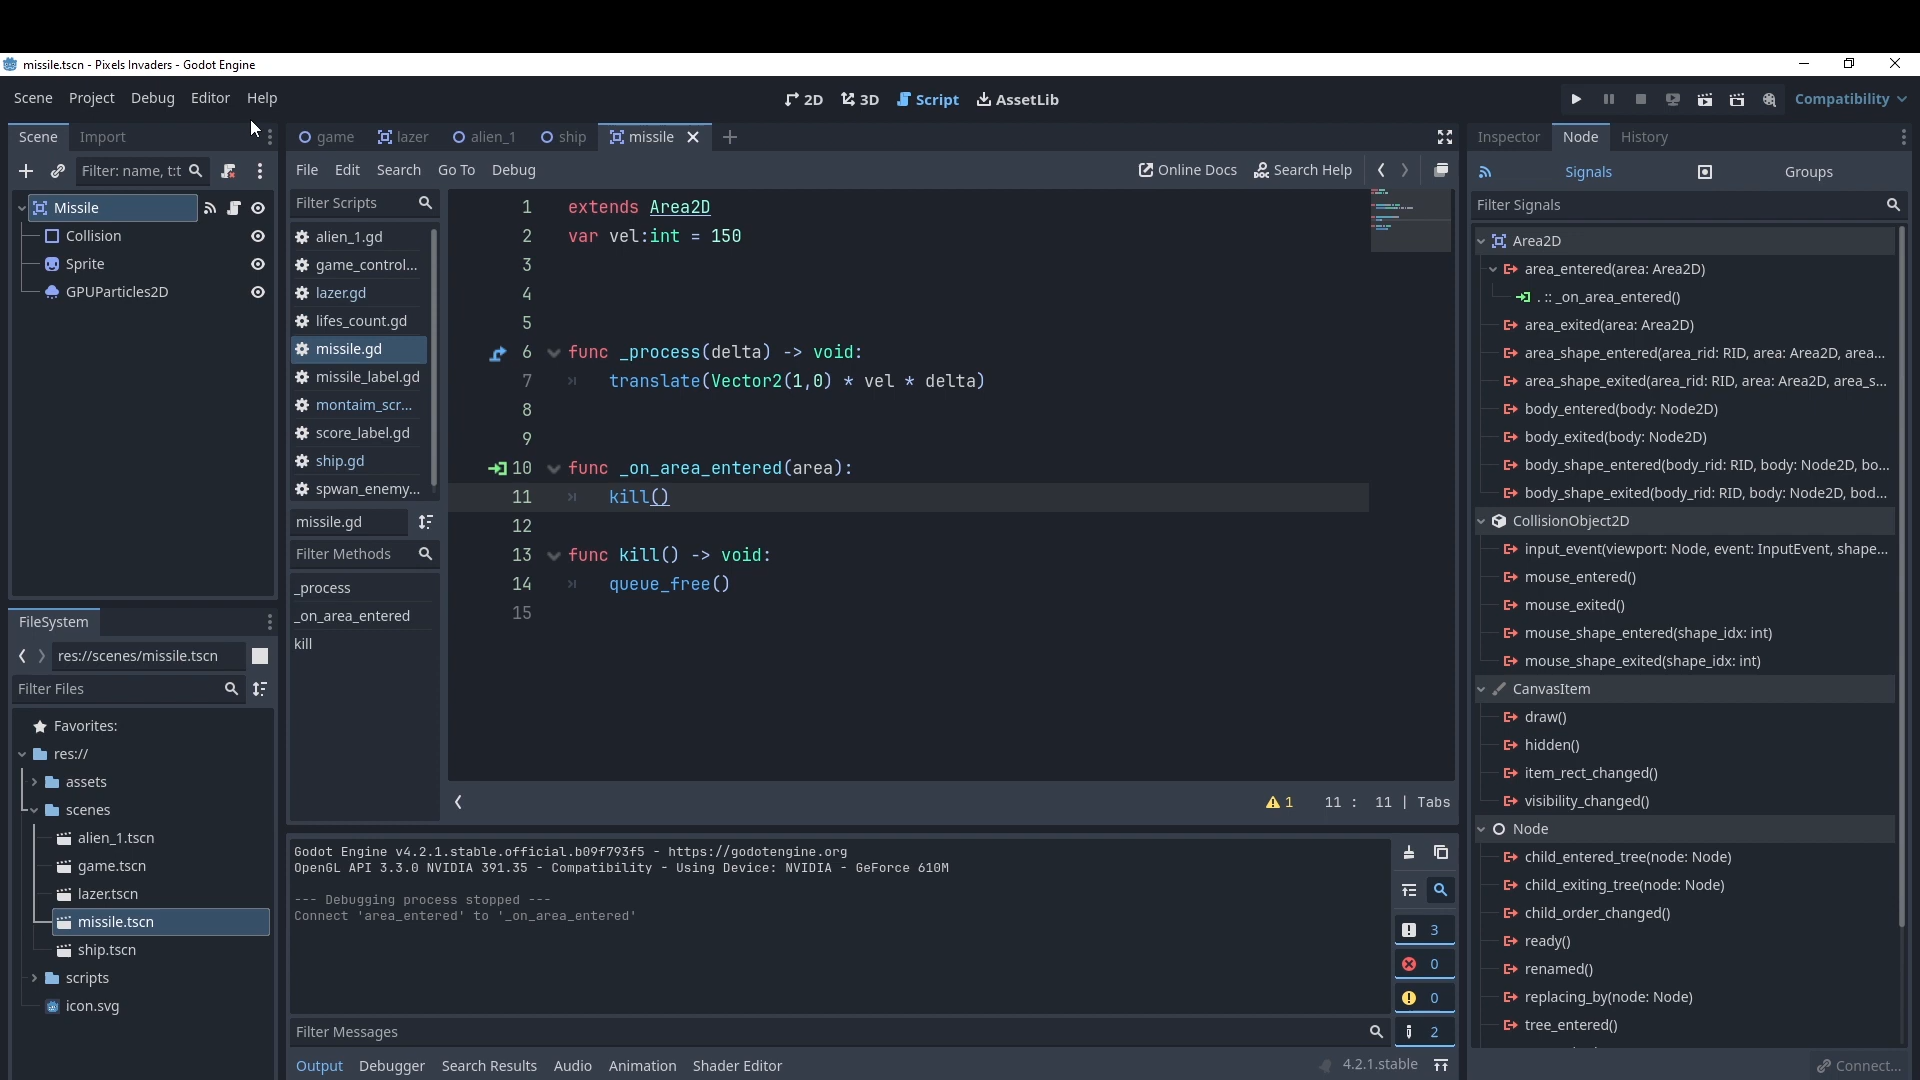 missile.tscn - Pixels Invaders - Godot Engine
Scene Project Debug Editor Help
2D 3D Script AssetLib
Compatibility
Scene Import
game lazer alien_1 ship missile
Inspector Node History
Filter: name, t:t
File Edit Search Go To Debug
Online Docs Search Help
Signals Groups
Missile
Collision
Sprite
GPUParticles2D
FileSystem
res://scenes/missile.tscn
Filter Files
Favorites:
res://
assets
scenes
alien_1.tscn
game.tscn
lazer.tscn
missile.tscn
ship.tscn
scripts
icon.svg
Filter Scripts
alien_1.gd
game_control...
lazer.gd
lifes_count.gd
missile.gd
missile_label.gd
montaim_scr...
score_label.gd
ship.gd
spwan_enemy...
missile.gd
Filter Methods
_process
_on_area_entered
kill
1 extends Area2D
2 var vel:int = 150
3
4
5
6 func _process(delta) -> void:
7 translate(Vector2(1,0) * vel * delta)
8
9
10 func _on_area_entered(area):
11 kill()
12
13 func kill() -> void:
14 queue_free()
15
1 11 : 11 | Tabs
Godot Engine v4.2.1.stable.official.b09f793f5 - https://godotengine.org
OpenGL API 3.3.0 NVIDIA 391.35 - Compatibility - Using Device: NVIDIA - GeForce 610M
--- Debugging process stopped ---
Connect 'area_entered' to '_on_area_entered'
3
0
0
2
Filter Messages
Output Debugger Search Results Audio Animation Shader Editor
4.2.1.stable
Filter Signals
Area2D
area_entered(area: Area2D)
. :: _on_area_entered()
area_exited(area: Area2D)
area_shape_entered(area_rid: RID, area: Area2D, area...
area_shape_exited(area_rid: RID, area: Area2D, area_s...
body_entered(body: Node2D)
body_exited(body: Node2D)
body_shape_entered(body_rid: RID, body: Node2D, bo...
body_shape_exited(body_rid: RID, body: Node2D, bod...
CollisionObject2D
input_event(viewport: Node, event: InputEvent, shape...
mouse_entered()
mouse_exited()
mouse_shape_entered(shape_idx: int)
mouse_shape_exited(shape_idx: int)
CanvasItem
draw()
hidden()
item_rect_changed()
visibility_changed()
Node
child_entered_tree(node: Node)
child_exiting_tree(node: Node)
child_order_changed()
ready()
renamed()
replacing_by(node: Node)
tree_entered()
Connect...